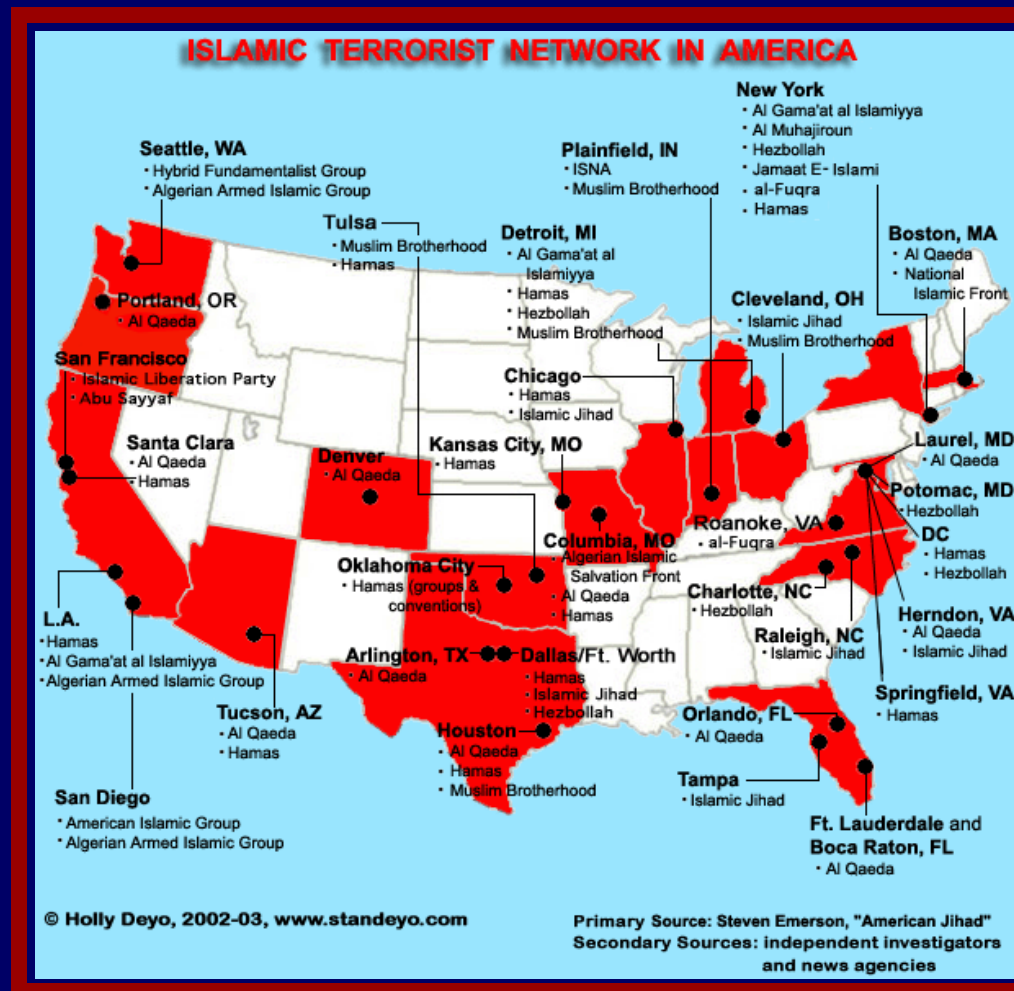 ISLAMIC TERRORIST NETWORK IN AMERICA
New York
· Al Gama'at al Islamiyya
· Al Muhajiroun
· Hezbollah
· Jamaat E- Islami
· al-Fuqra
· Hamas
Seattle, WA
· Hybrid Fundamentalist Group
· Algerian Armed Islamic Group
Plainfield, IN
· ISNA
· Muslim Brotherhood
Tulsa
· Muslim Brotherhood
· Hamas
Detroit, MI
· Al Gama'at al
Islamiyya
· Hamas
· Hezbollah
· Muslim Brotherhood
Boston, MA
· Al Qaeda
· National
Islamic Front
Cleveland, OH
· Islamic Jihad
· Muslim Brotherhood
Portland, OR
· Al Qaeda
San Francisco
· Islamic Liberation Party
· Abu Sayyaf
Chicago
· Hamas
· Islamic Jihad
Santa Clara
· Al Qaeda
· Hamas
Denver
· Al Qaeda
Kansas City, MO
· Hamas
Laurel, MD
· Al Qaeda
Potomac, MD
· Hezbollah
Roanoke, VA
· al-Fuqra
DC
· Hamas
· Hezbollah
Columbia, MO
· Algerian Islamic
Salvation Front
· Al Qaeda
· Hamas
Oklahoma City
· Hamas (groups &
conventions)
Charlotte, NC
· Hezbollah
Herndon, VA
· Al Qaeda
· Islamic Jihad
L.A.
· Hamas
· Al Gama'at al Islamiyya
· Algerian Armed Islamic Group
Raleigh, NC
· Islamic Jihad
Arlington, TX
· Al Qaeda
Dallas/Ft. Worth
· Hamas
· Islamic Jihad
· Hezbollah
Springfield, VA
· Hamas
Tucson, AZ
· Al Qaeda
· Hamas
Orlando, FL
· Al Qaeda
Houston
· Al Qaeda
· Hamas
· Muslim Brotherhood
Tampa
· Islamic Jihad
San Diego
· American Islamic Group
· Algerian Armed Islamic Group
Ft. Lauderdale and
Boca Raton, FL
· Al Qaeda
© Holly Deyo, 2002-03, www.standeyo.com
Primary Source: Steven Emerson, "American Jihad"
Secondary Sources: independent investigators
and news agencies